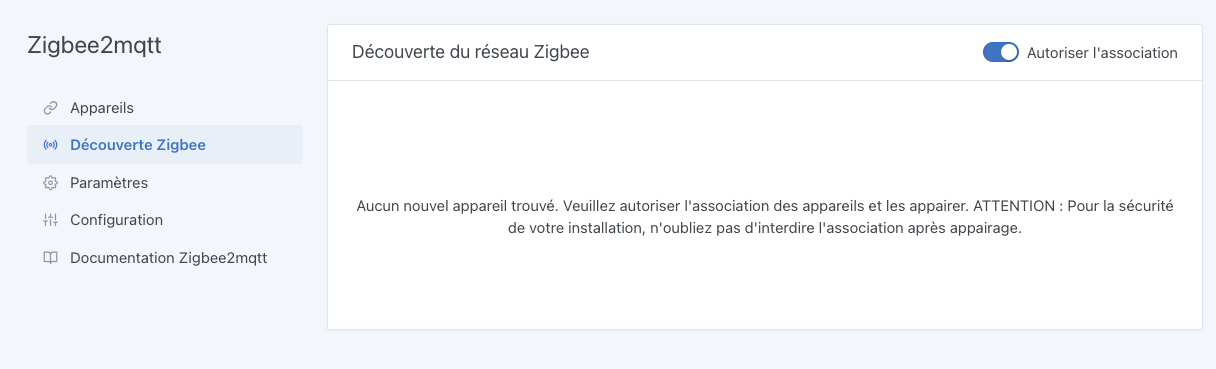 Zigbee2mqtt
Appareils
Découverte Zigbee
Paramètres
Configuration
Documentation Zigbee2mqtt
Découverte du réseau Zigbee
Autoriser l'association
Aucun nouvel appareil trouvé. Veuillez autoriser l'association des appareils et les appairer. ATTENTION : Pour la sécurité
de votre installation, n'oubliez pas d'interdire l'association après appairage.